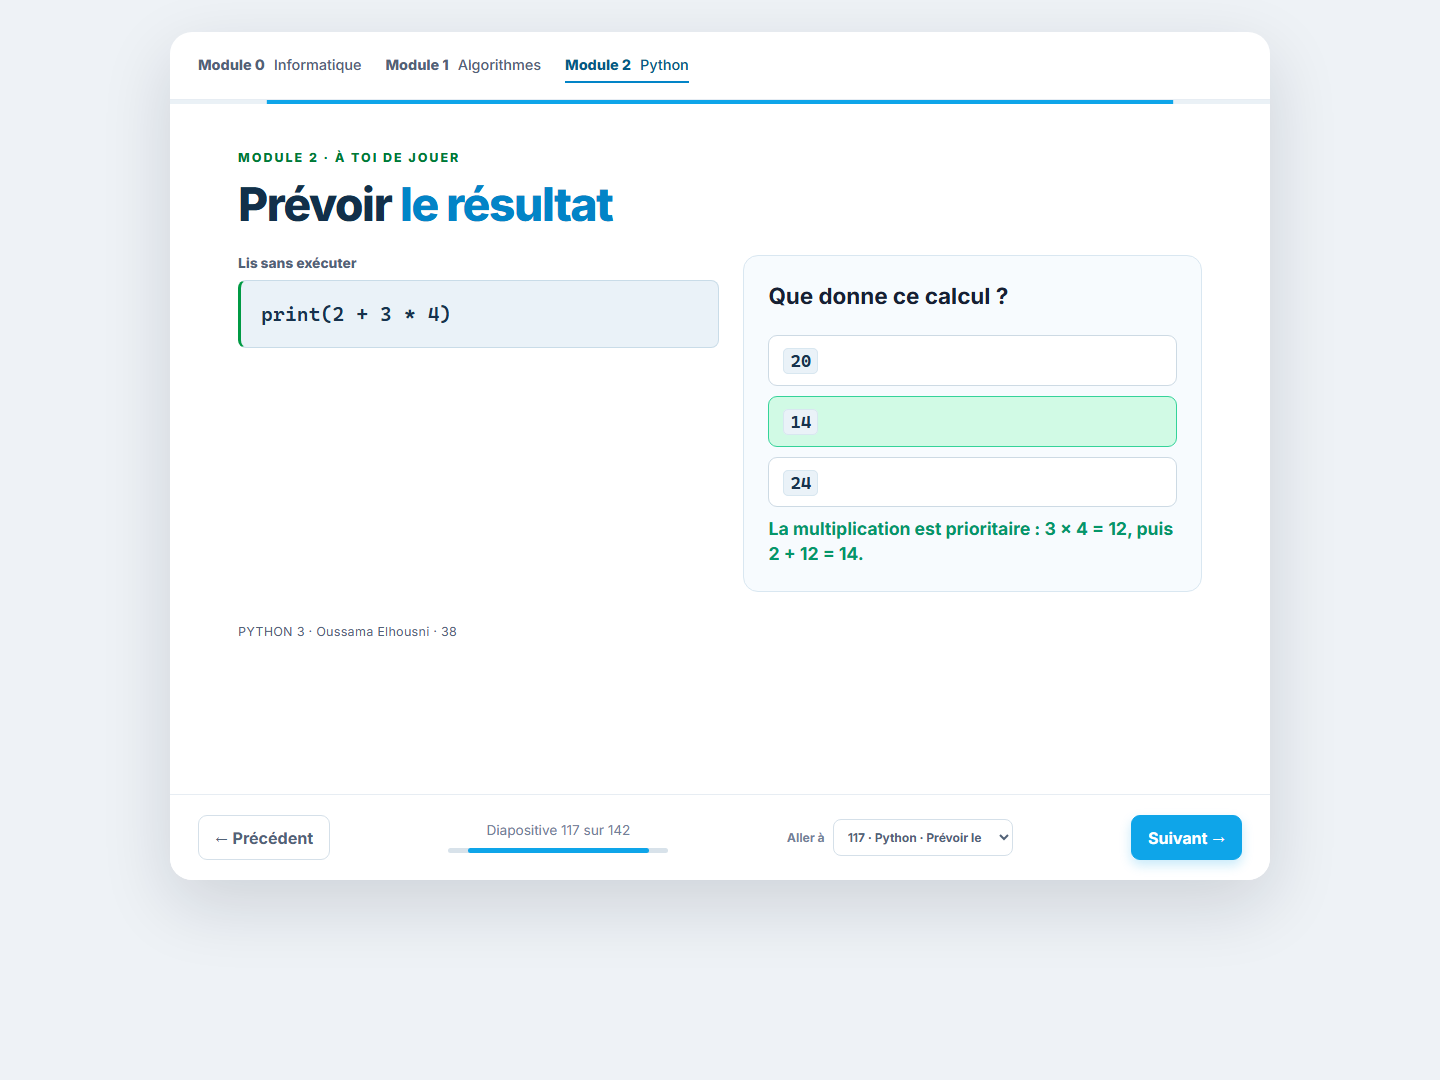 Module 0 Informatique Module 1 Algorithmes Module 2 Python
MODULE 2 · À TOI DE JOUER
Prévoir le résultat
Lis sans exécuter
print(2 + 3 * 4)
Que donne ce calcul ?
20
14
24
La multiplication est prioritaire : 3 × 4 = 12, puis
2 + 12 = 14.
PYTHON 3 · Oussama Elhousni · 38
← Précédent
Diapositive 117 sur 142
Aller à
117 · Python · Prévoir le
Suivant →